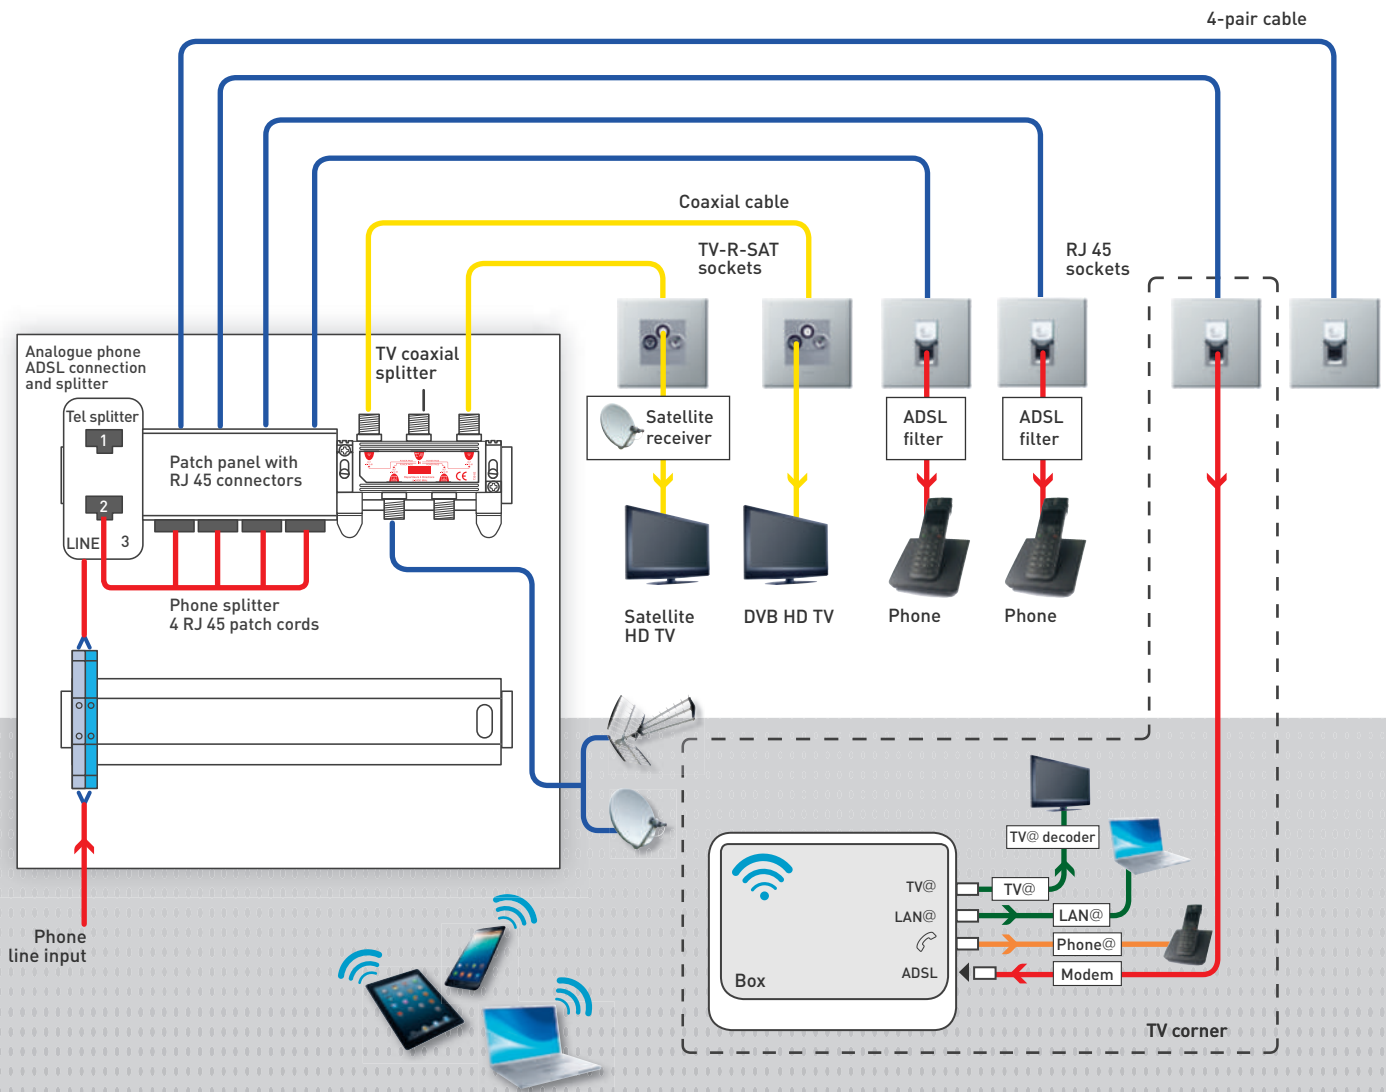 4-pair cable
Coaxial cable
TV-R-SAT
sockets
RJ 45
sockets
Analogue phone
ADSL connection
and splitter
TV coaxial
splitter
Tel splitter
1
2
LINE
3
Patch panel with
RJ 45 connectors
CE
Phone splitter
4 RJ 45 patch cords
Satellite
receiver
ADSL
filter
ADSL
filter
Satellite
HD TV
DVB HD TV
Phone
Phone
Phone
line input
TV@ decoder
TV@
TV@
LAN@
LAN@
Phone@
ADSL
Modem
Box
TV corner